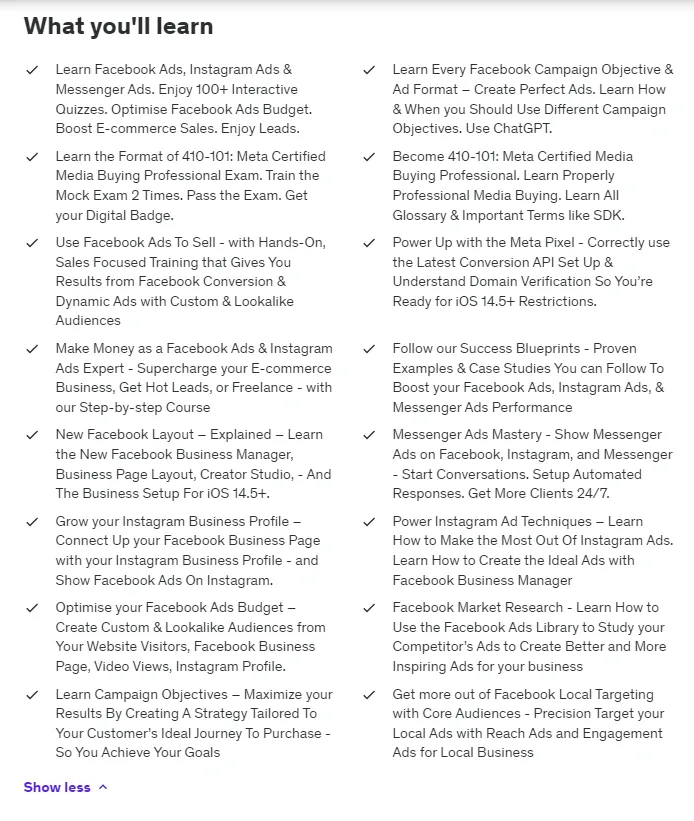 What you'll learn
Learn Facebook Ads, Instagram Ads &
Messenger Ads. Enjoy 100+ Interactive
Quizzes. Optimise Facebook Ads Budget.
Boost E-commerce Sales. Enjoy Leads.
Learn Every Facebook Campaign Objective &
Ad Format – Create Perfect Ads. Learn How
& When you Should Use Different Campaign
Objectives. Use ChatGPT.
Learn the Format of 410-101: Meta Certified
Media Buying Professional Exam. Train the
Mock Exam 2 Times. Pass the Exam. Get
your Digital Badge.
Become 410-101: Meta Certified Media
Buying Professional. Learn Properly
Professional Media Buying. Learn All
Glossary & Important Terms like SDK.
Use Facebook Ads To Sell - with Hands-On,
Sales Focused Training that Gives You
Results from Facebook Conversion &
Dynamic Ads with Custom & Lookalike
Audiences
Power Up with the Meta Pixel - Correctly use
the Latest Conversion API Set Up &
Understand Domain Verification So You're
Ready for iOS 14.5+ Restrictions.
Make Money as a Facebook Ads & Instagram
Ads Expert - Supercharge your E-commerce
Business, Get Hot Leads, or Freelance - with
our Step-by-step Course
Follow our Success Blueprints - Proven
Examples & Case Studies You can Follow To
Boost your Facebook Ads, Instagram Ads, &
Messenger Ads Performance
New Facebook Layout – Explained – Learn
the New Facebook Business Manager,
Business Page Layout, Creator Studio, - And
The Business Setup For iOS 14.5+.
Messenger Ads Mastery - Show Messenger
Ads on Facebook, Instagram, and Messenger
- Start Conversations. Setup Automated
Responses. Get More Clients 24/7.
Grow your Instagram Business Profile –
Connect Up your Facebook Business Page
with your Instagram Business Profile - and
Show Facebook Ads On Instagram.
Power Instagram Ad Techniques – Learn
How to Make the Most Out Of Instagram Ads.
Learn How to Create the Ideal Ads with
Facebook Business Manager
Optimise your Facebook Ads Budget –
Create Custom & Lookalike Audiences from
Your Website Visitors, Facebook Business
Page, Video Views, Instagram Profile.
Facebook Market Research - Learn How to
Use the Facebook Ads Library to Study your
Competitor's Ads to Create Better and More
Inspiring Ads for your business
Learn Campaign Objectives – Maximize your
Results By Creating A Strategy Tailored To
Your Customer's Ideal Journey To Purchase -
So You Achieve Your Goals
Get more out of Facebook Local Targeting
with Core Audiences - Precision Target your
Local Ads with Reach Ads and Engagement
Ads for Local Business
Show less